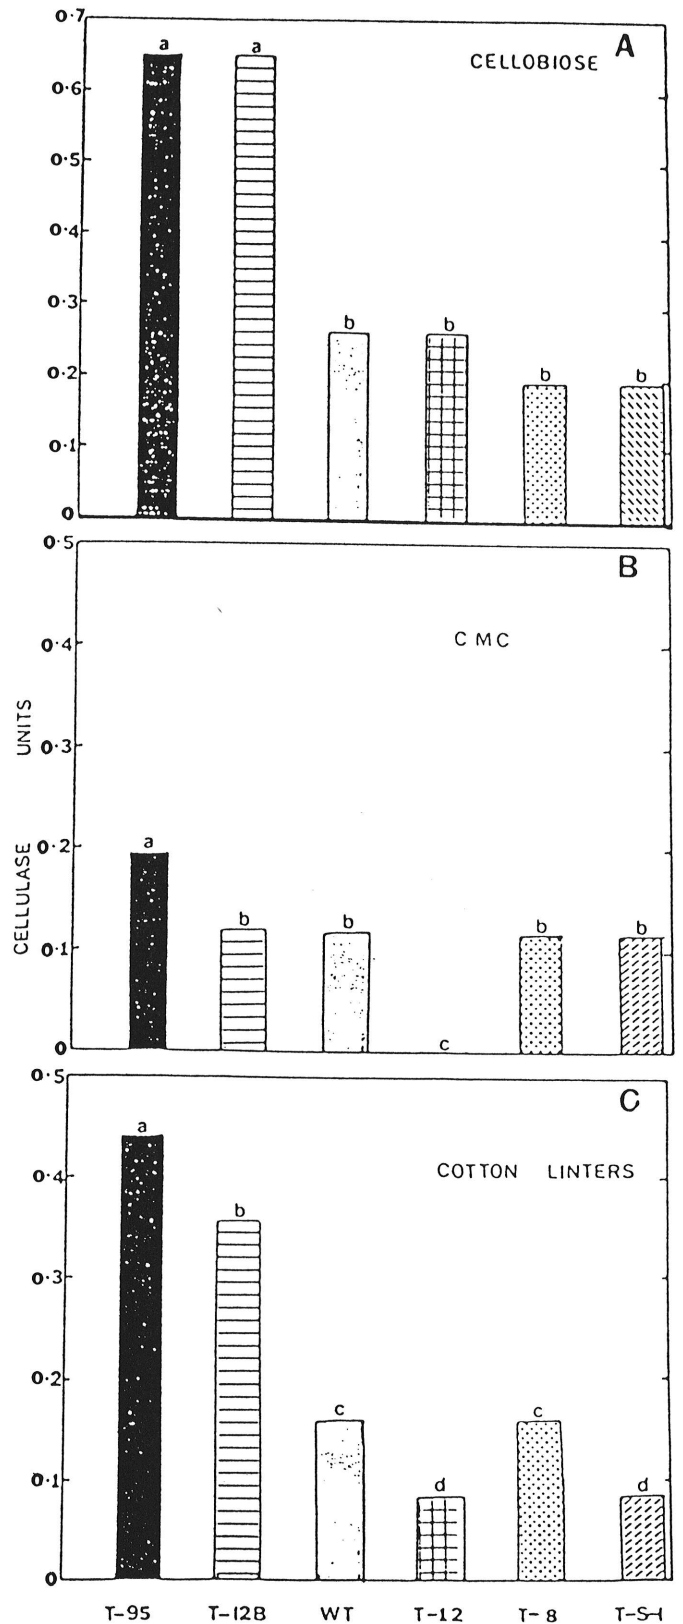 0.7
A
a a
CELLOBIOSE
0.6
0.5
0.4
0.3
b b
b b
0.2
0.1
0
0.5
B
CMC
0.4
0.3
CELLULASE UNITS
0.2
a
b b b b
0.1
c
0
0.5
C
a
COTTON LINTERS
0.4
b
0.3
0.2
c c
d d
0.1
0
T-95 T-128 WT T-12 T-8 T-S-1